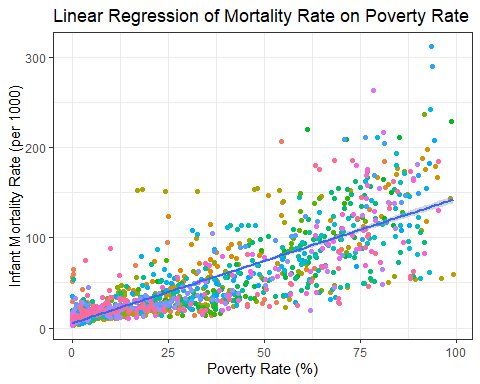 Linear Regression of Mortality Rate on Poverty Rate
Infant Mortality Rate (per 1000)
300
200
100
0
0 25 50 75 100
Poverty Rate (%)